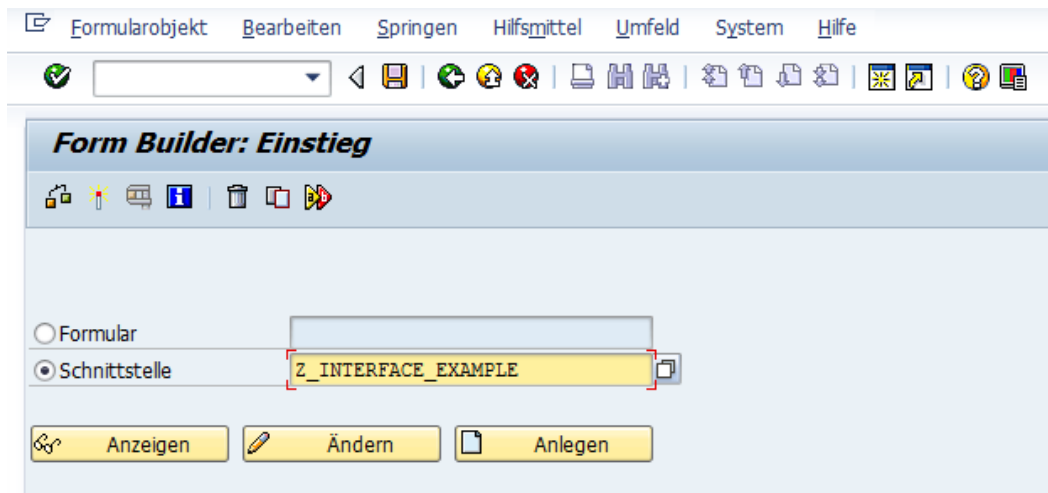 Formularobjekt Bearbeiten Springen Hilfsmittel Umfeld System Hilfe
Form Builder: Einstieg
Formular
Schnittstelle Z_INTERFACE_EXAMPLE
Anzeigen Ändern Anlegen